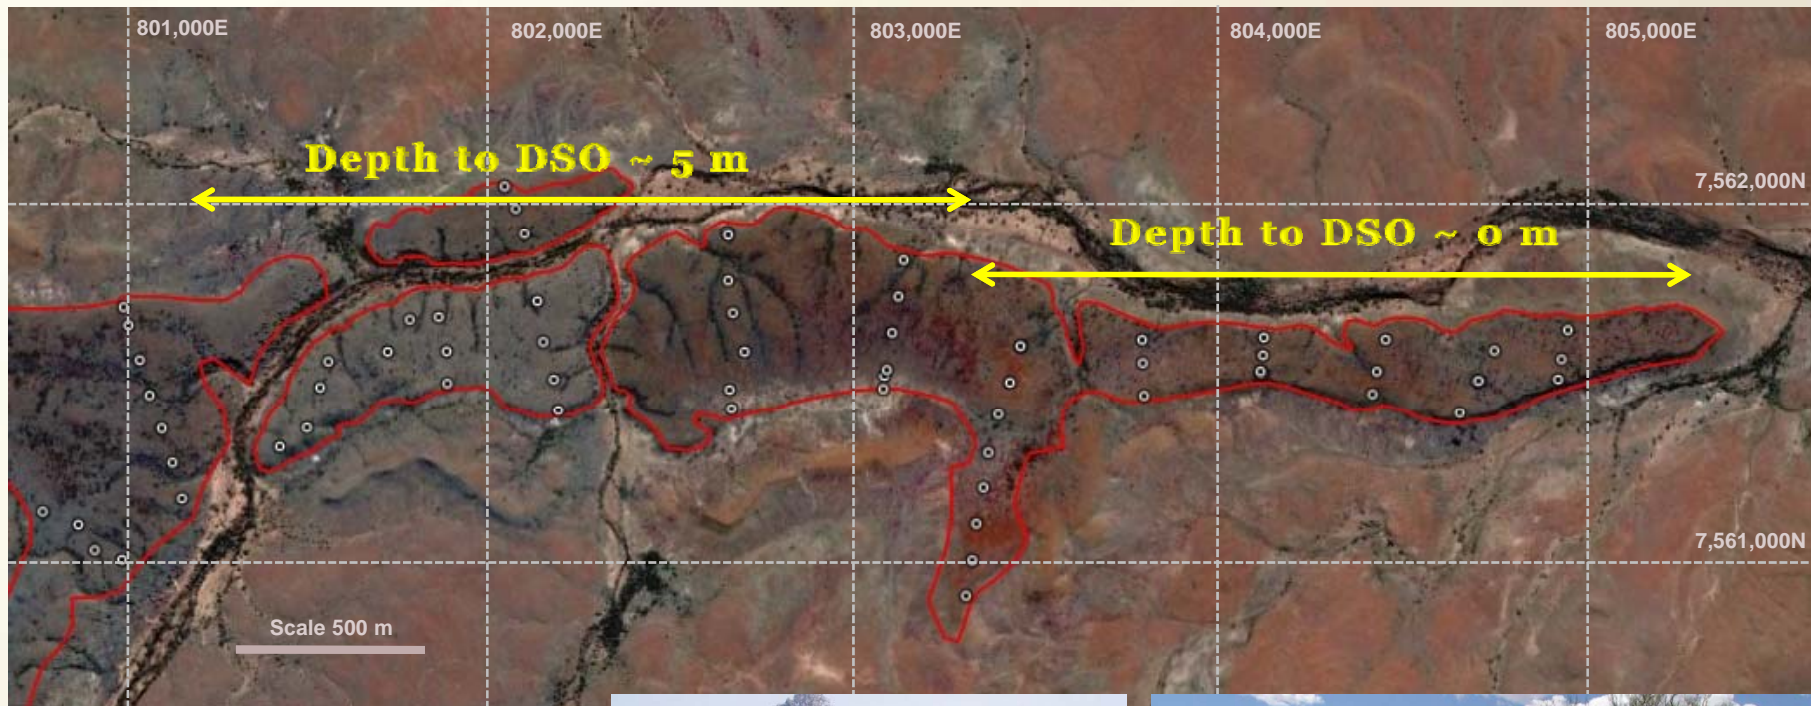 801,000E
802,000E
803,000E
804,000E
805,000E
Depth to DSO ~ 5 m
7,562,000N
Depth to DSO ~ 0 m
7,561,000N
Scale 500 m